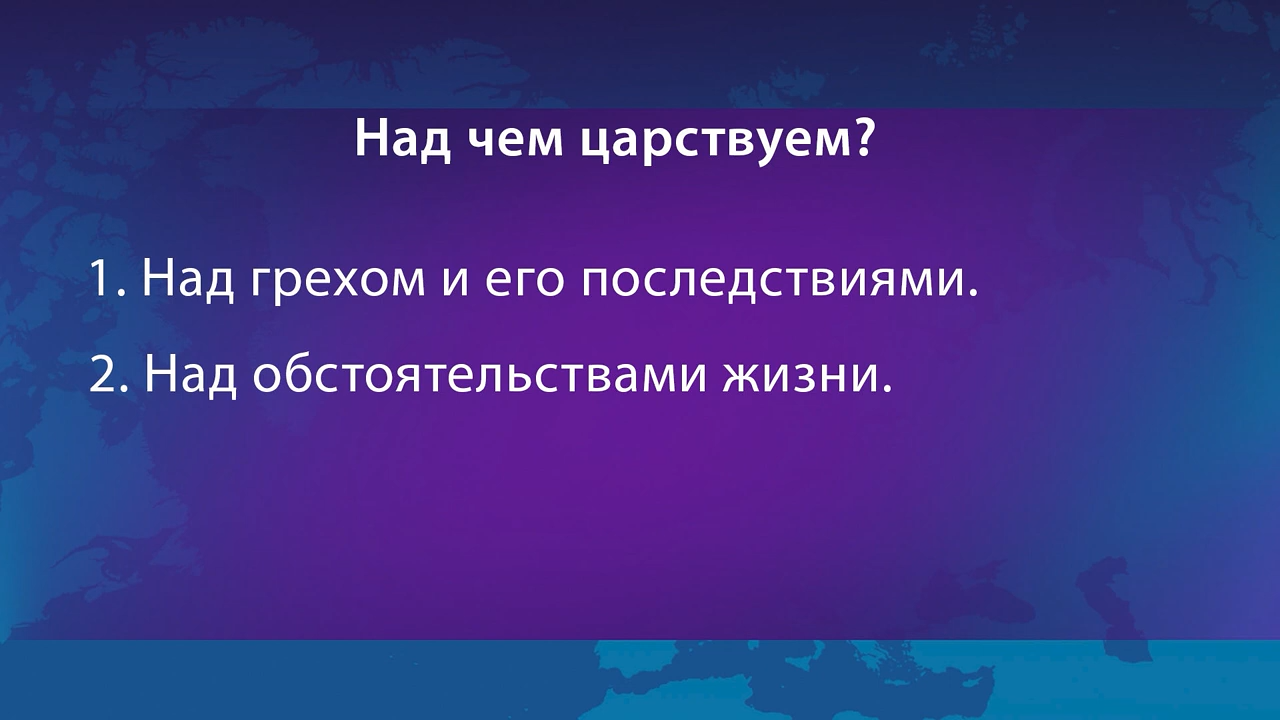 Над чем царствуем?
1. Над грехом и его последствиями.
2. Над обстоятельствами жизни.